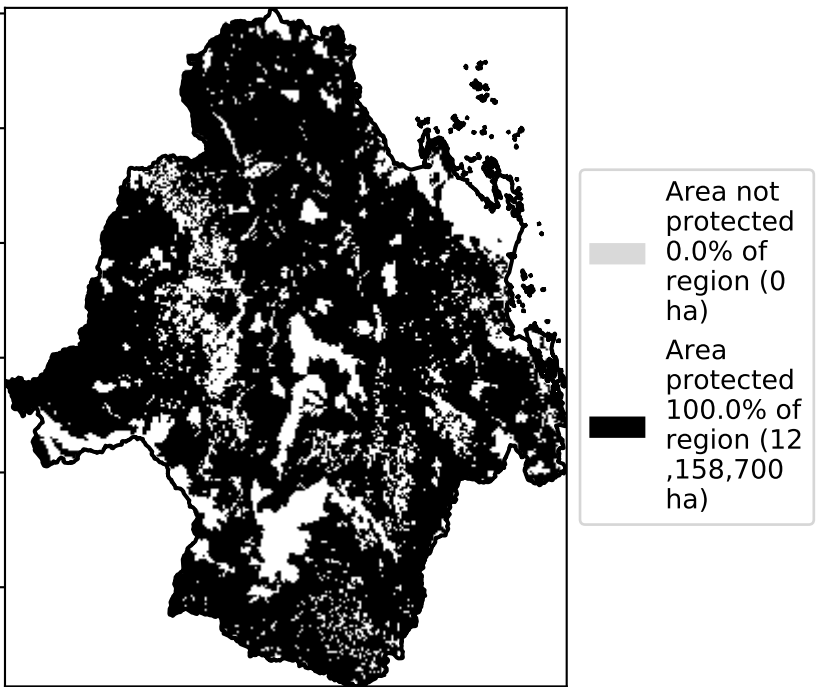 Area not
protected
0.0% of
region (0
ha)
Area
protected
100.0% of
region (12
,158,700
ha)